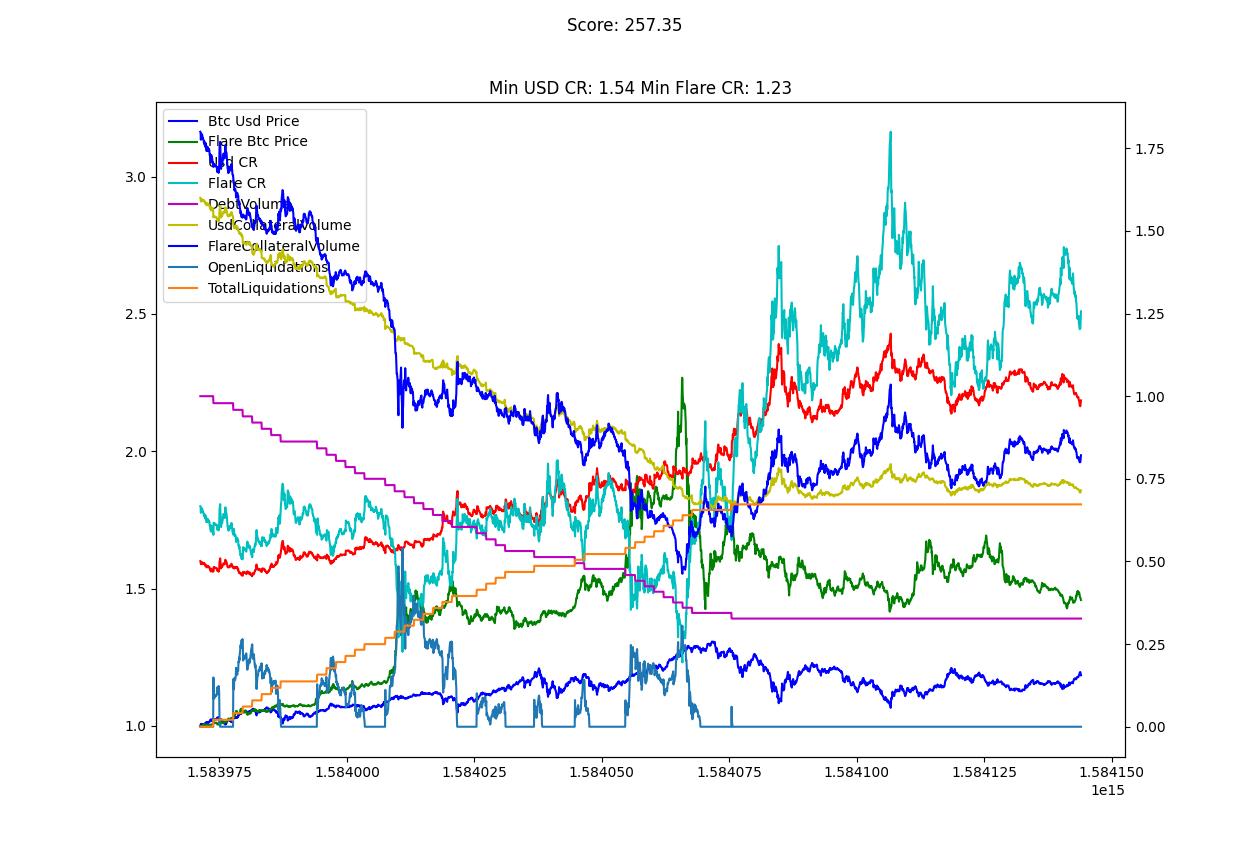 Score: 257.35
Min USD CR: 1.54 Min Flare CR: 1.23
Btc Usd Price
Flare Btc Price
Usd CR
Flare CR
DebtVolume
UsdCollateralVolume
FlareCollateralVolume
OpenLiquidations
TotalLiquidations
3.0
2.5
2.0
1.5
1.0
1.75
1.50
1.25
1.00
0.75
0.50
0.25
0.00
1.583975
1.584000
1.584025
1.584050
1.584075
1.584100
1.584125
1.584150
1e15